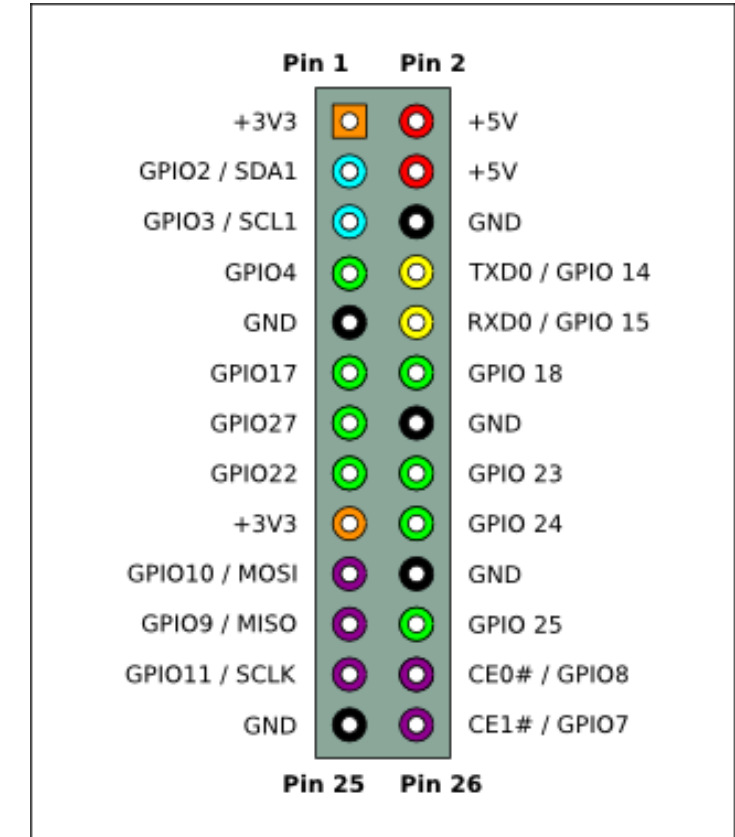 Pin 1 Pin 2
+3V3 +5V
GPIO2 / SDA1 +5V
GPIO3 / SCL1 GND
GPIO4 TXD0 / GPIO 14
GND RXD0 / GPIO 15
GPIO17 GPIO 18
GPIO27 GND
GPIO22 GPIO 23
+3V3 GPIO 24
GPIO10 / MOSI GND
GPIO9 / MISO GPIO 25
GPIO11 / SCLK CE0# / GPIO8
GND CE1# / GPIO7
Pin 25 Pin 26